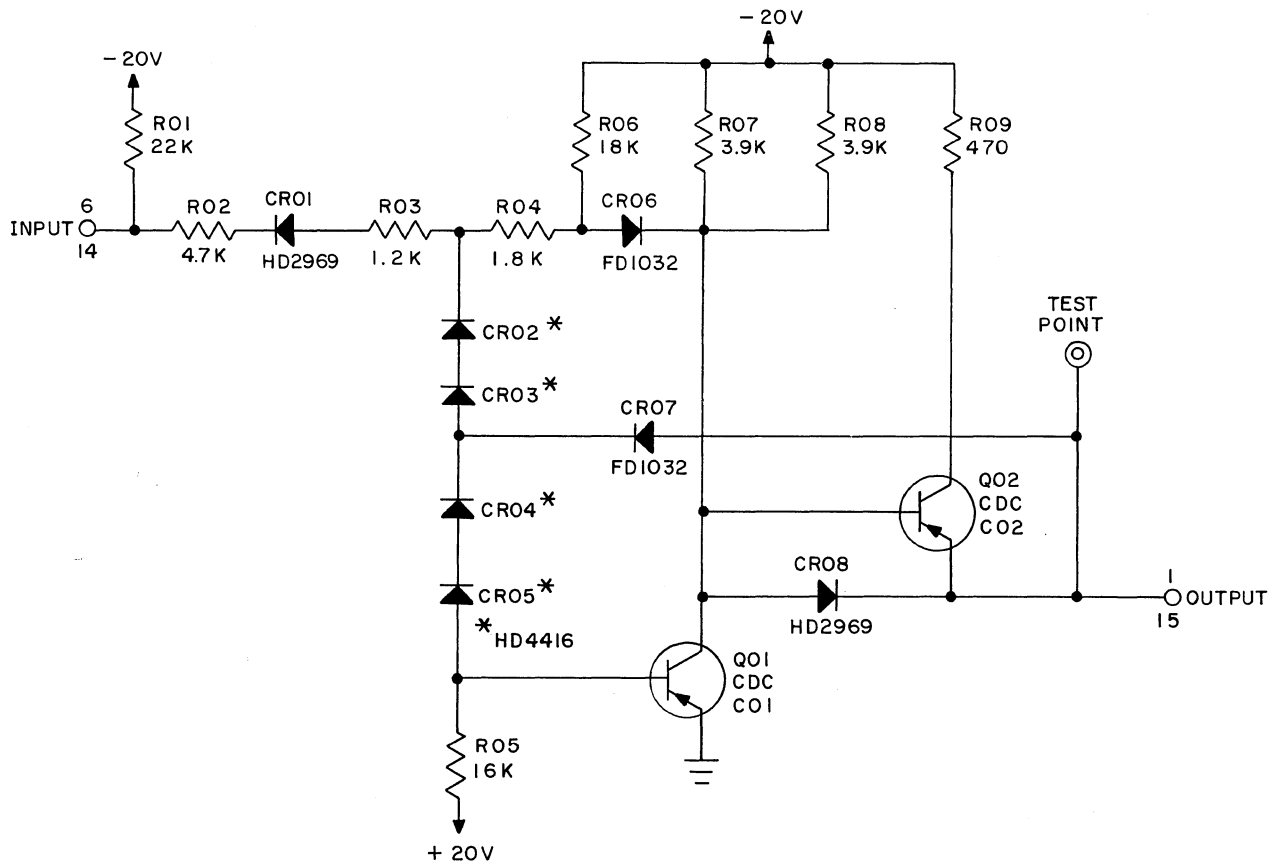 -20V
-20V
R01
22K
R06
18K
R07
3.9K
R08
3.9K
R09
470
INPUT
6
14
R02
4.7K
CR01
HD2969
R03
1.2K
R04
1.8K
CR06
FD1032
CR02*
CR03*
CR07
FD1032
TEST
POINT
CR04*
Q02
CDC
C02
CR05*
*HD4416
CR08
HD2969
1
15
OUTPUT
Q01
CDC
C01
R05
16K
+20V